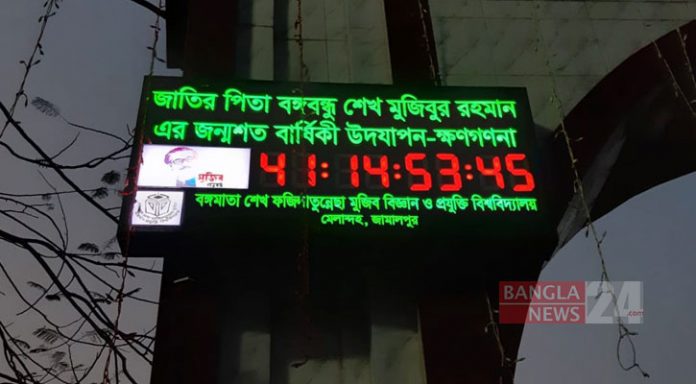 জাতির পিতা বঙ্গবন্ধু শেখ মুজিবুর রহমান
এর জন্মশত বার্ষিকী উদযাপন-ক্ষণগণনা
মুজিব
41:14:53:45
বঙ্গমাতা শেখ মুজিব বিজ্ঞান ও প্রযুক্তি বিশ্ববিদ্যালয়
মেলান্দহ, জামালপুর
BANGLA
NEWS 24.com